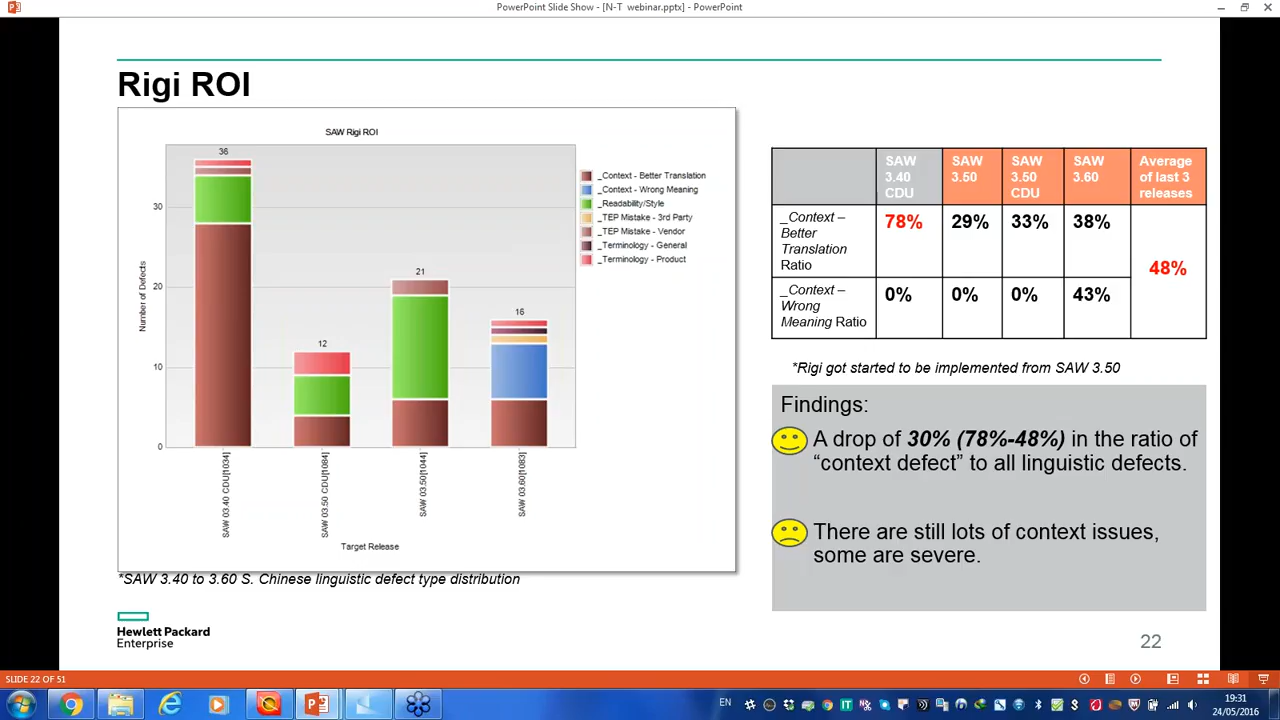 PowerPoint Slide Show - [N-T webinar.pptx] - PowerPoint
Rigi ROI
SAW Rigi ROI
36
30
21
20
16
12
10
0
Number of Defects
_Context - Better Translation
_Context - Wrong Meaning
_Readability/Style
_TEP Mistake - 3rd Party
_TEP Mistake - Vendor
_Terminology - General
_Terminology - Product
SAW 03.40 CDU[1034]
SAW 03.50 CDU[1084]
SAW 03.50[1044]
SAW 03.60[1083]
Target Release
*SAW 3.40 to 3.60 S. Chinese linguistic defect type distribution
SAW 3.40 CDU
SAW 3.50
SAW 3.50 CDU
SAW 3.60
Average of last 3 releases
_Context –
Better
Translation
Ratio
78%
29%
33%
38%
48%
_Context –
Wrong
Meaning Ratio
0%
0%
0%
43%
*Rigi got started to be implemented from SAW 3.50
Findings:
A drop of 30% (78%-48%) in the ratio of
“context defect” to all linguistic defects.
There are still lots of context issues,
some are severe.
Hewlett Packard
Enterprise
22
SLIDE 22 OF 51
EN
19:31
24/05/2016